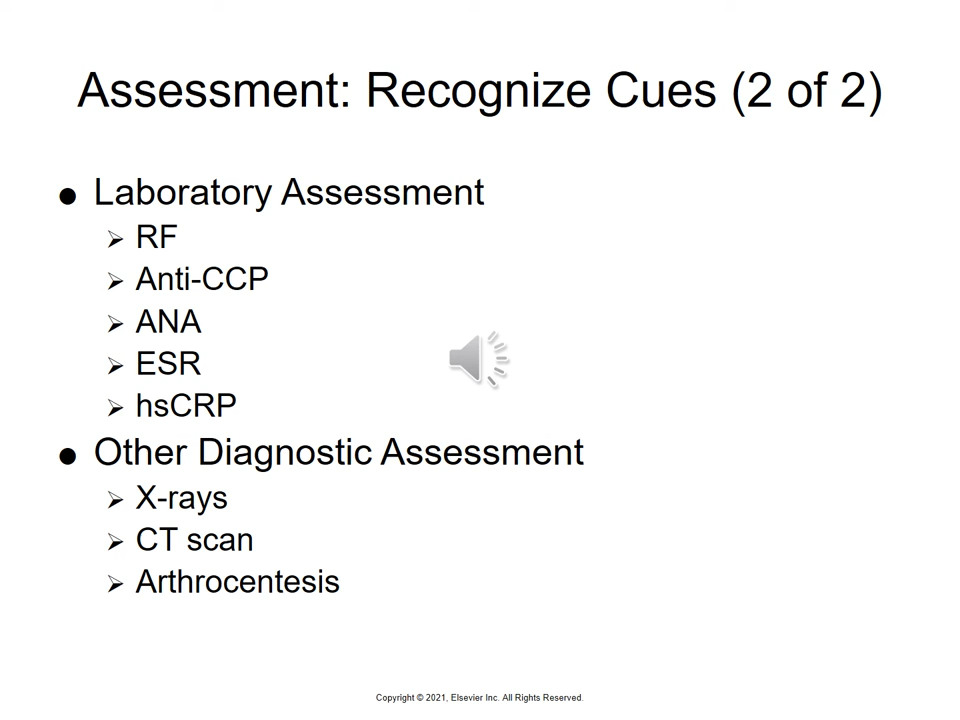 Assessment: Recognize Cues (2 of 2)
● Laboratory Assessment
➢ RF
➢ Anti-CCP
➢ ANA
➢ ESR
➢ hsCRP
● Other Diagnostic Assessment
➢ X-rays
➢ CT scan
➢ Arthrocentesis
Copyright © 2021, Elsevier Inc. All Rights Reserved.